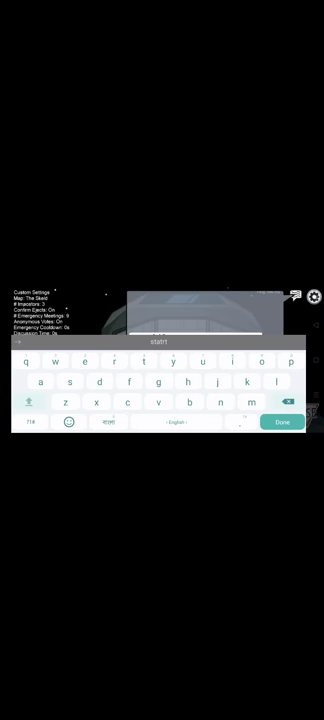 Custom Settings
Map: The Skeld
# Impostors: 3
Confirm Ejects: On
# Emergency Meetings: 9
Anonymous Votes: On
Emergency Cooldown: 0s
Discussion Time: 0s
statrt
q w e r t y u i o p
a s d f g h j k l
z x c v b n m
?1# বাংলা - English - . Done